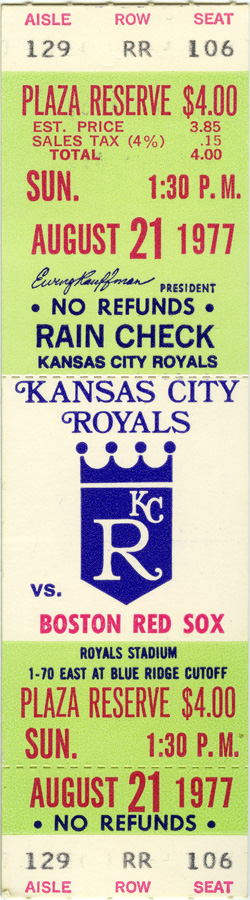 AISLE ROW SEAT
129 RR 106
PLAZA RESERVE $4.00
EST. PRICE 3.85
SALES TAX (4%) .15
TOTAL 4.00
SUN. 1:30 P.M.
AUGUST 21 1977
Ewing Kauffman PRESIDENT
• NO REFUNDS •
RAIN CHECK
KANSAS CITY ROYALS
KANSAS CITY
ROYALS
KC
R
VS.
BOSTON RED SOX
ROYALS STADIUM
1-70 EAST AT BLUE RIDGE CUTOFF
PLAZA RESERVE $4.00
SUN. 1:30 P.M.
AUGUST 21 1977
• NO REFUNDS •
129 RR 106
AISLE ROW SEAT